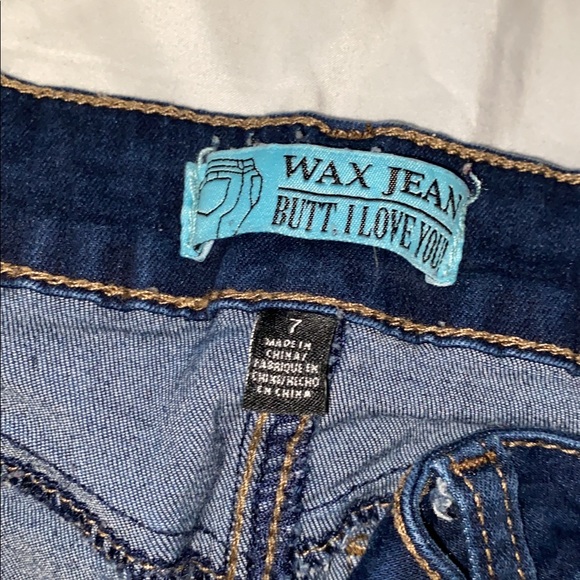 WAX JEAN
BUTT, I LOVE YOU!
7
MADE IN
CHINA/
FABRIQUE EN
CHINE/HECHO
EN CHINA